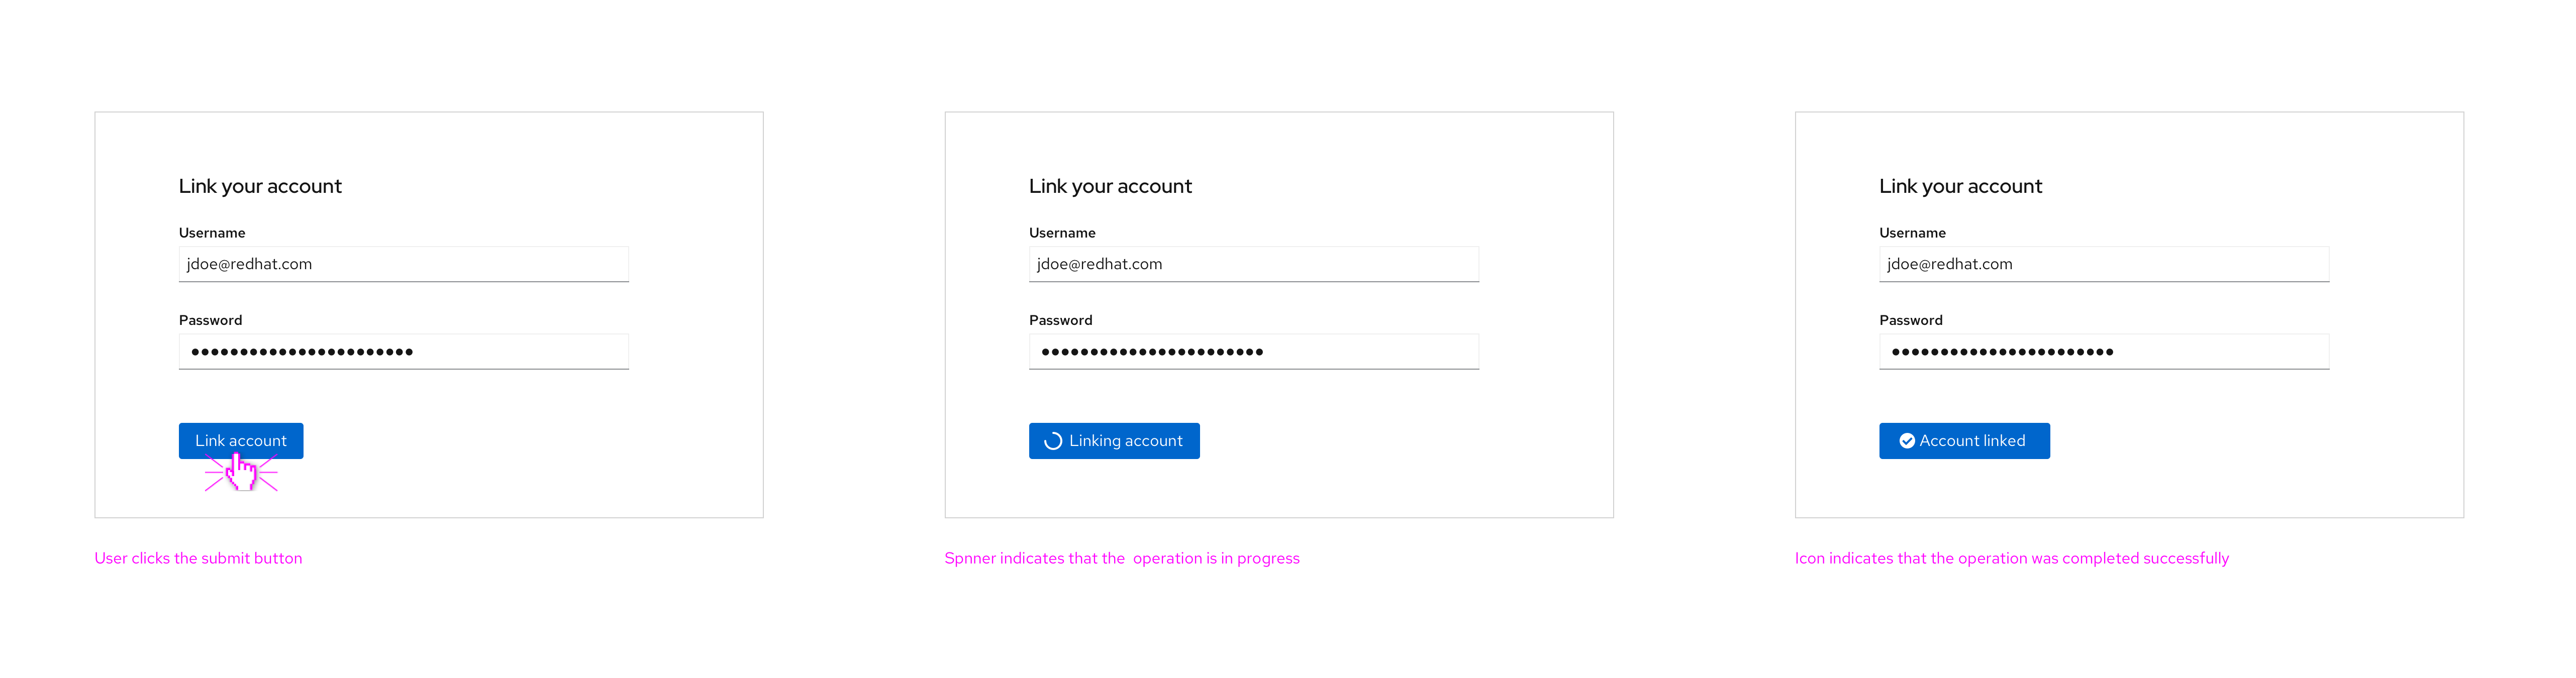 Link your account
Username
jdoe@redhat.com
Password
●●●●●●●●●●●●●●●●●●●●●●●
Link account
User clicks the submit button
Link your account
Username
jdoe@redhat.com
Password
●●●●●●●●●●●●●●●●●●●●●●●
Linking account
Spnner indicates that the  operation is in progress
Link your account
Username
jdoe@redhat.com
Password
●●●●●●●●●●●●●●●●●●●●●●●
Account linked
Icon indicates that the operation was completed successfully